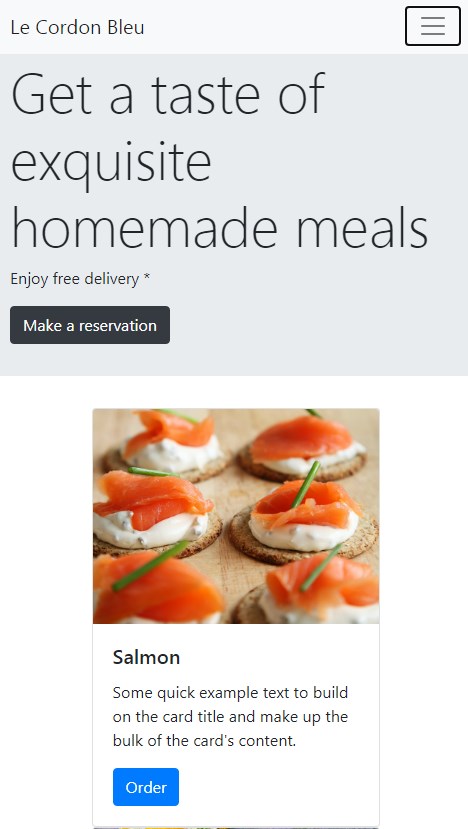 Le Cordon Bleu
Get a taste of
exquisite
homemade meals
Enjoy free delivery *
Make a reservation
Salmon
Some quick example text to build
on the card title and make up the
bulk of the card's content.
Order